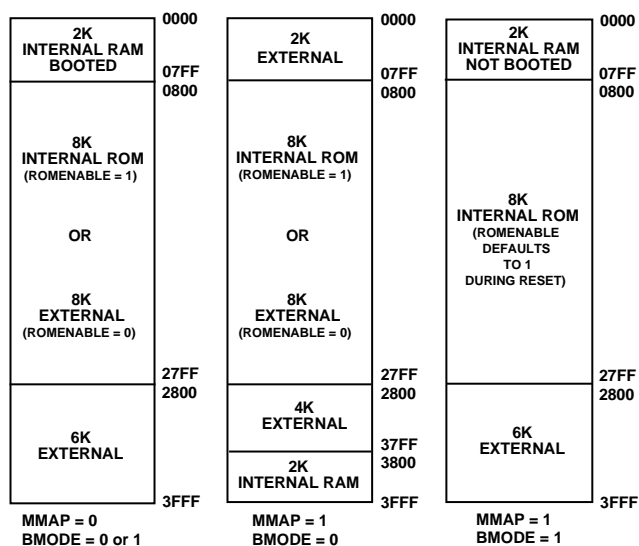 0000
2K
INTERNAL RAM
BOOTED
07FF
0800
8K
INTERNAL ROM
(ROMENABLE = 1)
OR
8K
EXTERNAL
(ROMENABLE = 0)
27FF
2800
6K
EXTERNAL
3FFF
MMAP = 0
BMODE = 0 or 1
0000
2K
EXTERNAL
07FF
0800
8K
INTERNAL ROM
(ROMENABLE = 1)
OR
8K
EXTERNAL
(ROMENABLE = 0)
27FF
2800
4K
EXTERNAL
37FF
3800
2K
INTERNAL RAM
3FFF
MMAP = 1
BMODE = 0
0000
2K
INTERNAL RAM
NOT BOOTED
07FF
0800
8K
INTERNAL ROM
(ROMENABLE
DEFAULTS
TO 1
DURING RESET)
27FF
2800
6K
EXTERNAL
3FFF
MMAP = 1
BMODE = 1